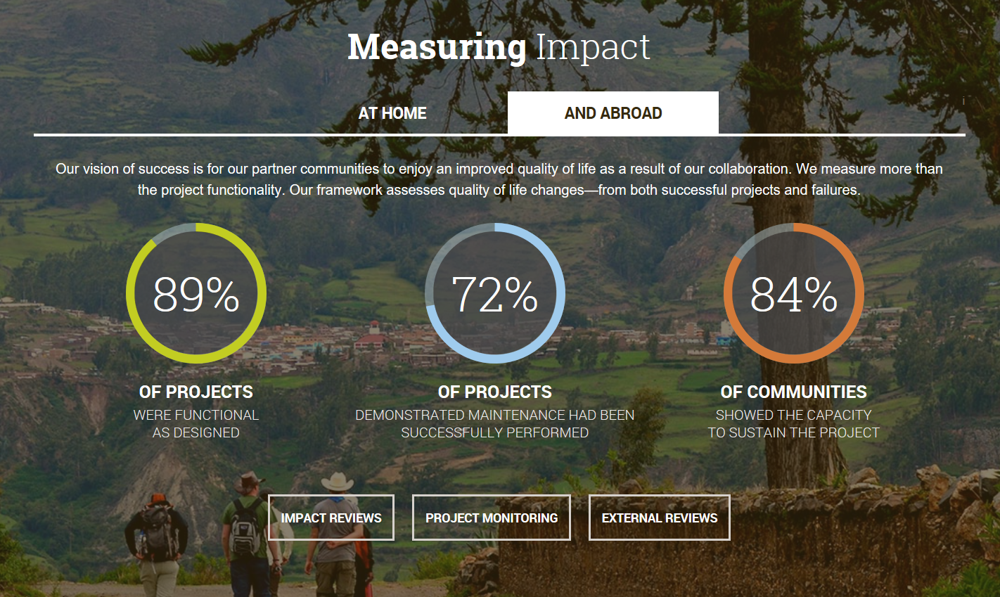 Measuring Impact
AT HOME
AND ABROAD
i
Our vision of success is for our partner communities to enjoy an improved quality of life as a result of our collaboration. We measure more than
the project functionality. Our framework assesses quality of life changes—from both successful projects and failures.
89%
72%
84%
OF PROJECTS
WERE FUNCTIONAL
AS DESIGNED
OF PROJECTS
DEMONSTRATED MAINTENANCE HAD BEEN
SUCCESSFULLY PERFORMED
OF COMMUNITIES
SHOWED THE CAPACITY
TO SUSTAIN THE PROJECT
IMPACT REVIEWS
PROJECT MONITORING
EXTERNAL REVIEWS